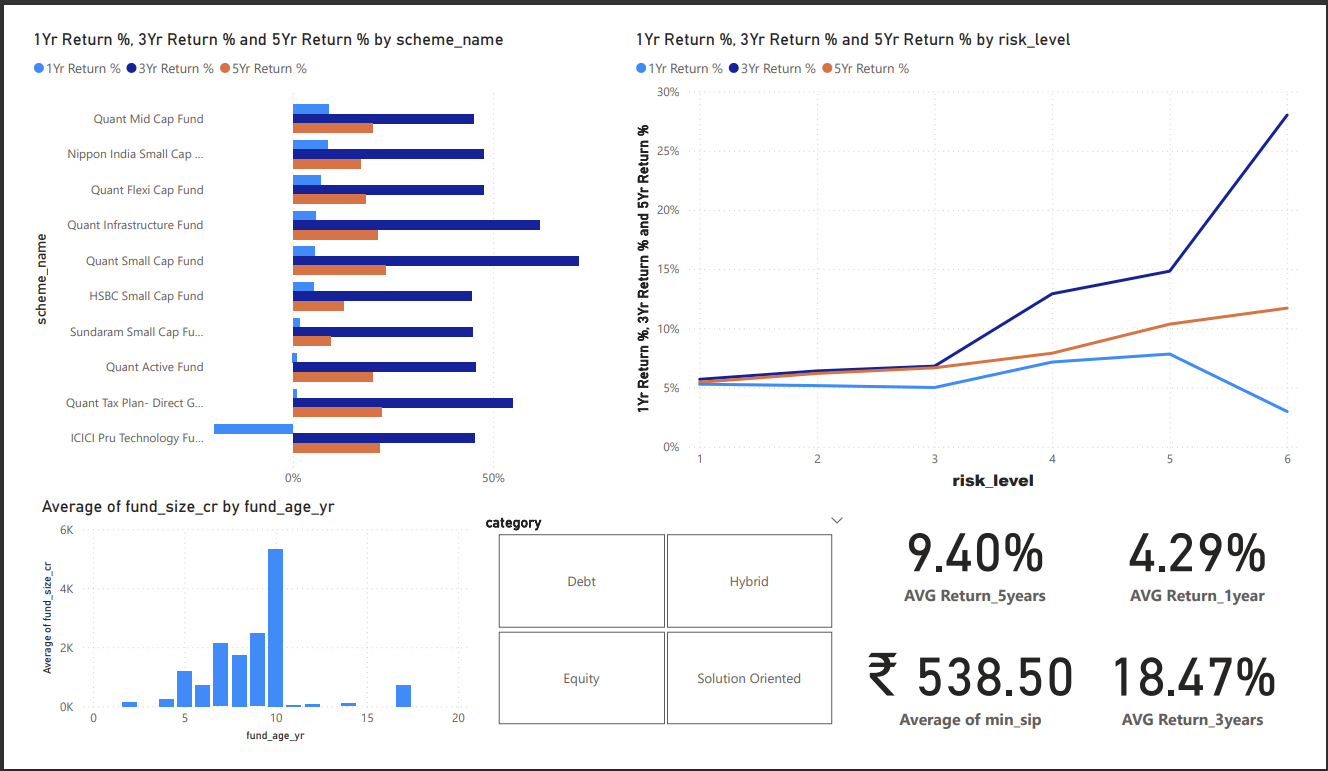 1Yr Return %, 3Yr Return % and 5Yr Return % by scheme_name
1Yr Return % 3Yr Return % 5Yr Return %
scheme_name
Quant Mid Cap Fund
Nippon India Small Cap ...
Quant Flexi Cap Fund
Quant Infrastructure Fund
Quant Small Cap Fund
HSBC Small Cap Fund
Sundaram Small Cap Fu...
Quant Active Fund
Quant Tax Plan- Direct G...
ICICI Pru Technology Fu...
0% 50%
1Yr Return %, 3Yr Return % and 5Yr Return % by risk_level
1Yr Return % 3Yr Return % 5Yr Return %
1Yr Return %, 3Yr Return % and 5Yr Return %
30%
25%
20%
15%
10%
5%
0%
1 2 3 4 5 6
risk_level
Average of fund_size_cr by fund_age_yr
Average of fund_size_cr
6K
4K
2K
0K
0 5 10 15 20
fund_age_yr
category
Debt Hybrid
Equity Solution Oriented
9.40%
AVG Return_5years
4.29%
AVG Return_1year
₹ 538.50
Average of min_sip
18.47%
AVG Return_3years